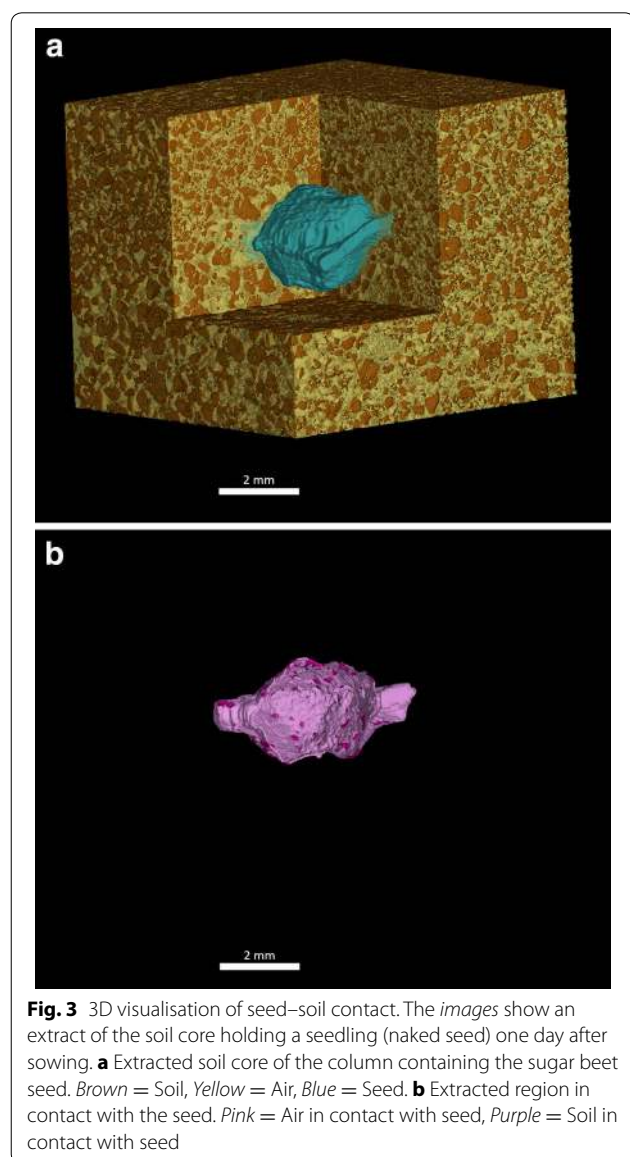 a
2 mm
b
2 mm
Fig. 3 3D visualisation of seed–soil contact. The images show an
extract of the soil core holding a seedling (naked seed) one day after
sowing. a Extracted soil core of the column containing the sugar beet
seed. Brown = Soil, Yellow = Air, Blue = Seed. b Extracted region in
contact with the seed. Pink = Air in contact with seed, Purple = Soil in
contact with seed